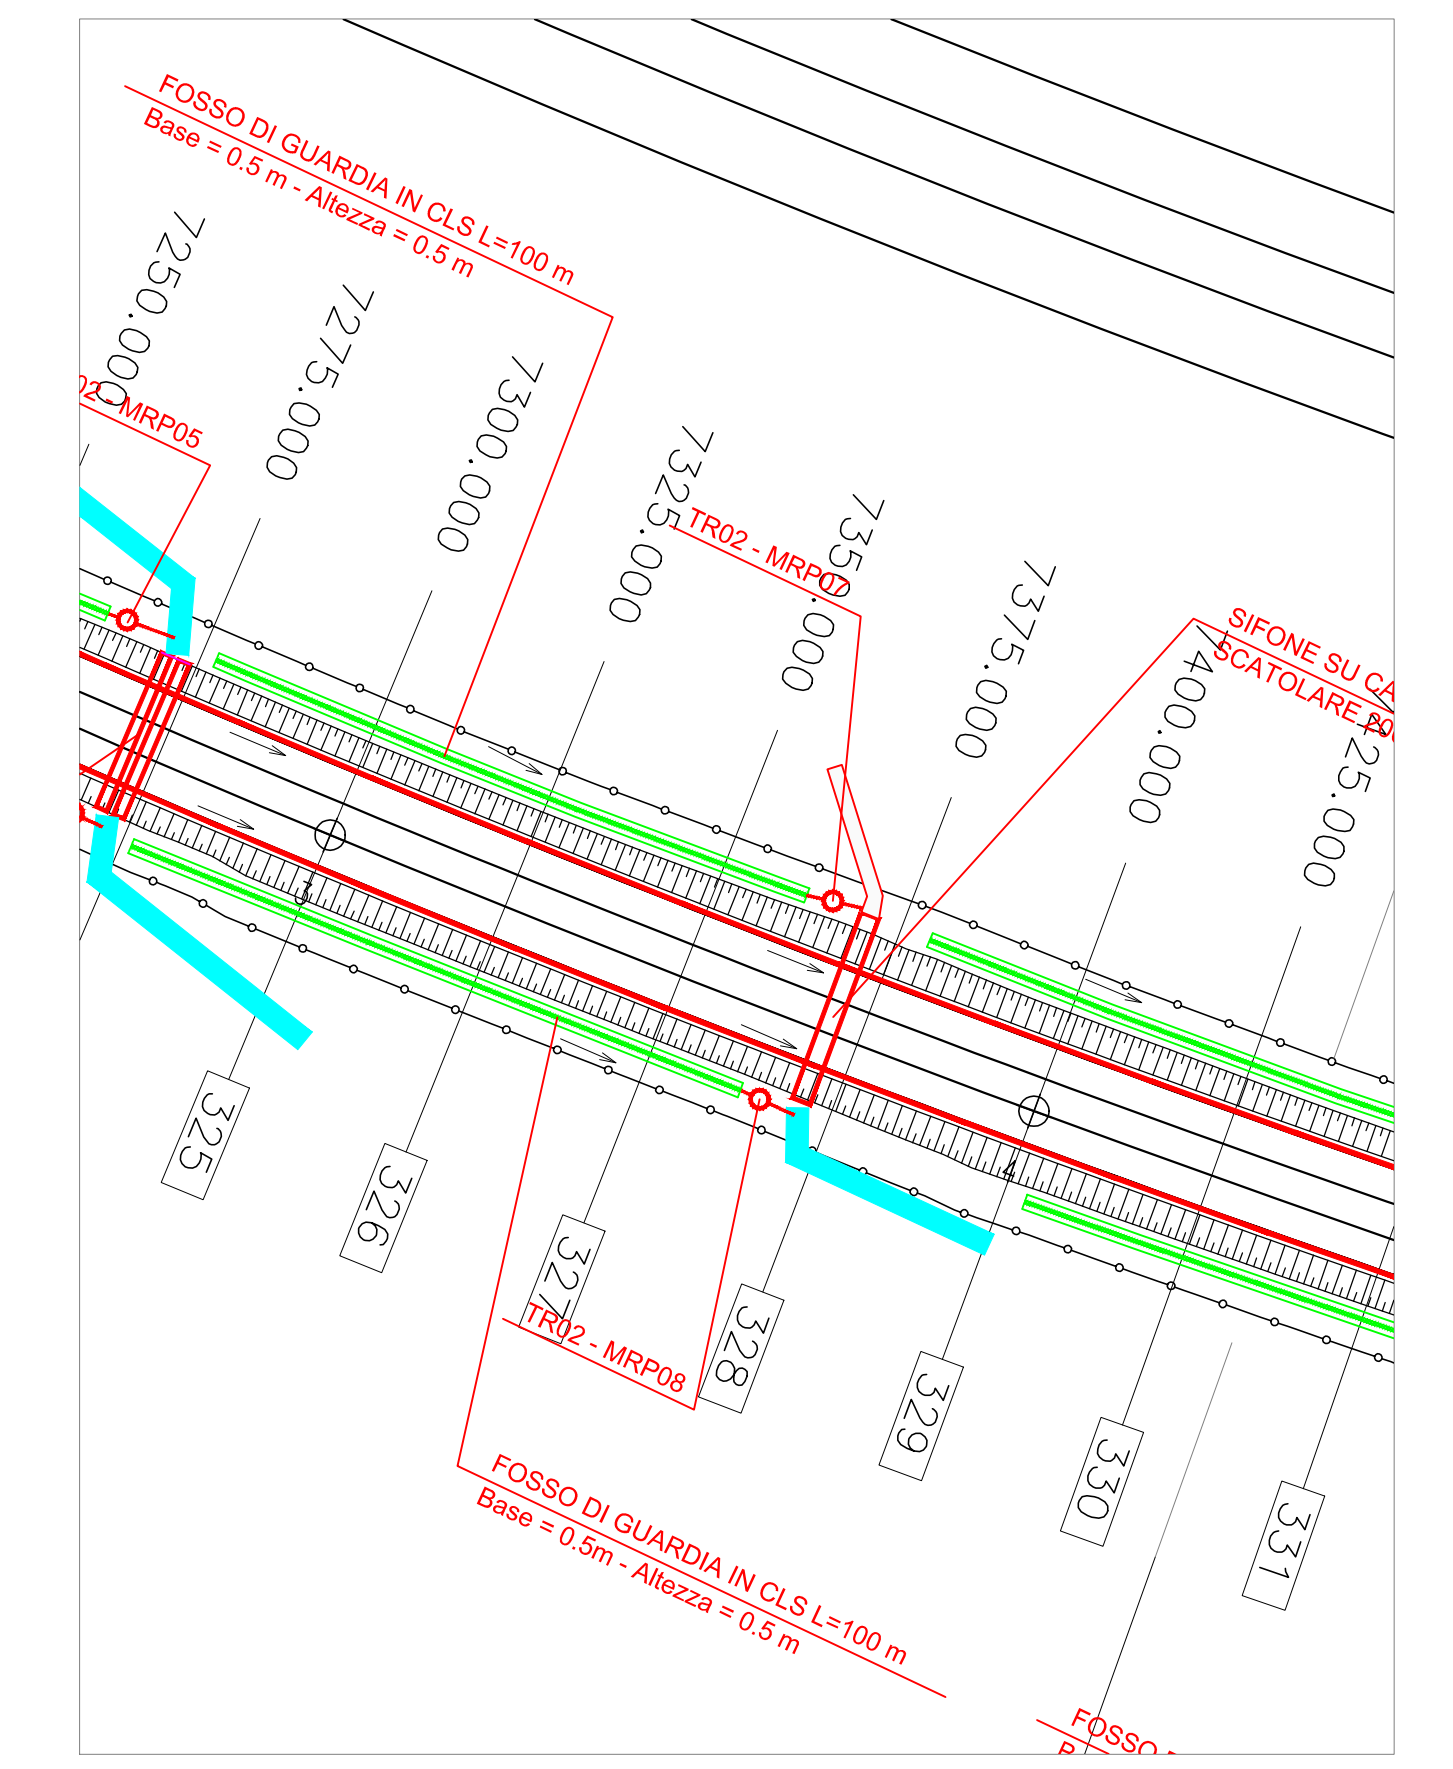 FOSSO DI GUARDIA IN CLS L=100 m
Base = 0.5 m - Altezza = 0.5 m
7250.000
7275.000
7300.000
7325.000
7350.000
7375.000
7400.000
25.000
02 - MRP05
TR02 - MRP07
SIFONE SU CA
SCATOLARE 200
3
4
325
326
327
328
329
330
331
TR02 - MRP08
FOSSO DI GUARDIA IN CLS L=100 m
Base = 0.5m - Altezza = 0.5 m
FOSSO